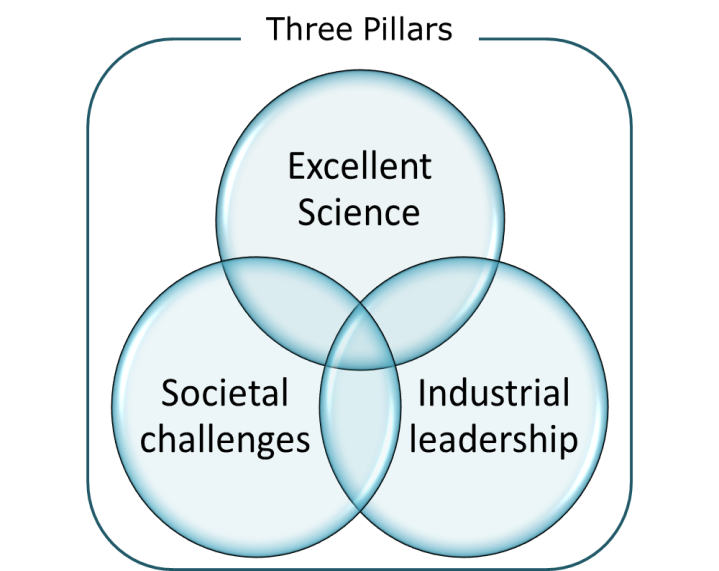 Three Pillars
Excellent
Science
Societal
challenges
Industrial
leadership